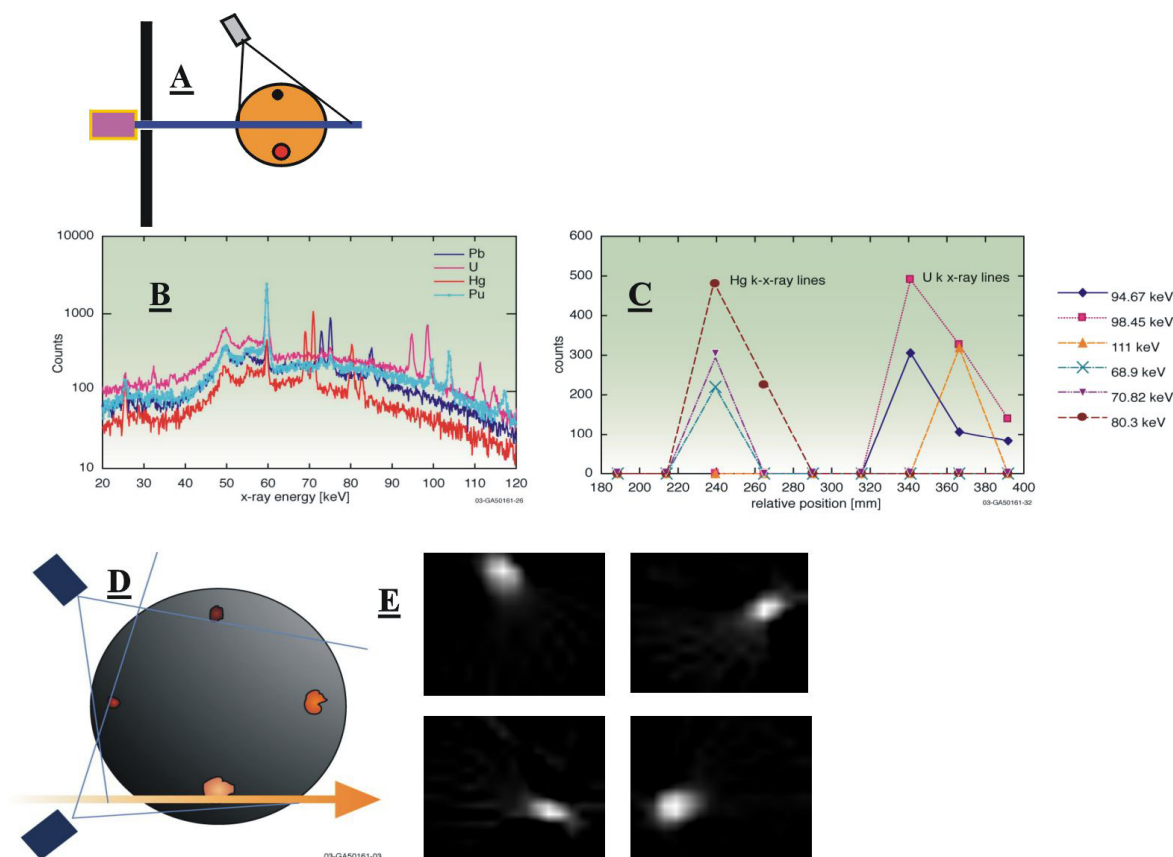 A
10000
1000
100
10
Counts
B
Pb
U
Hg
Pu
20 30 40 50 60 70 80 90 100 110 120
x-ray energy [keV]
03-GA50161-26
600
500
400
300
200
100
0
counts
C
Hg k-x-ray lines
U k x-ray lines
180 200 220 240 260 280 300 320 340 360 380 400
relative position [mm]
03-GA50161-32
94.67 keV
98.45 keV
111 keV
68.9 keV
70.82 keV
80.3 keV
D
E
03-GA50161-03